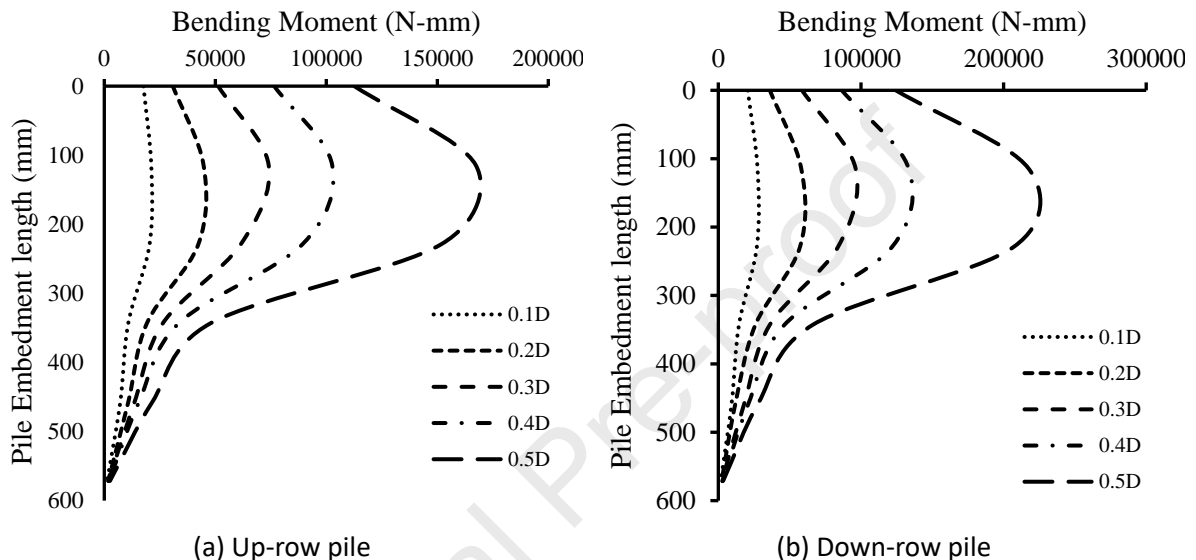 Bending Moment (N-mm)
0 50000 100000 150000 200000
0
100
200
300
400
500
600
Pile Embedment length (mm)
0.1D
0.2D
0.3D
0.4D
0.5D
(a) Up-row pile
Bending Moment (N-mm)
0 100000 200000 300000
0
100
200
300
400
500
600
Pile Embedment length (mm)
0.1D
0.2D
0.3D
0.4D
0.5D
(b) Down-row pile
al Pre-proof